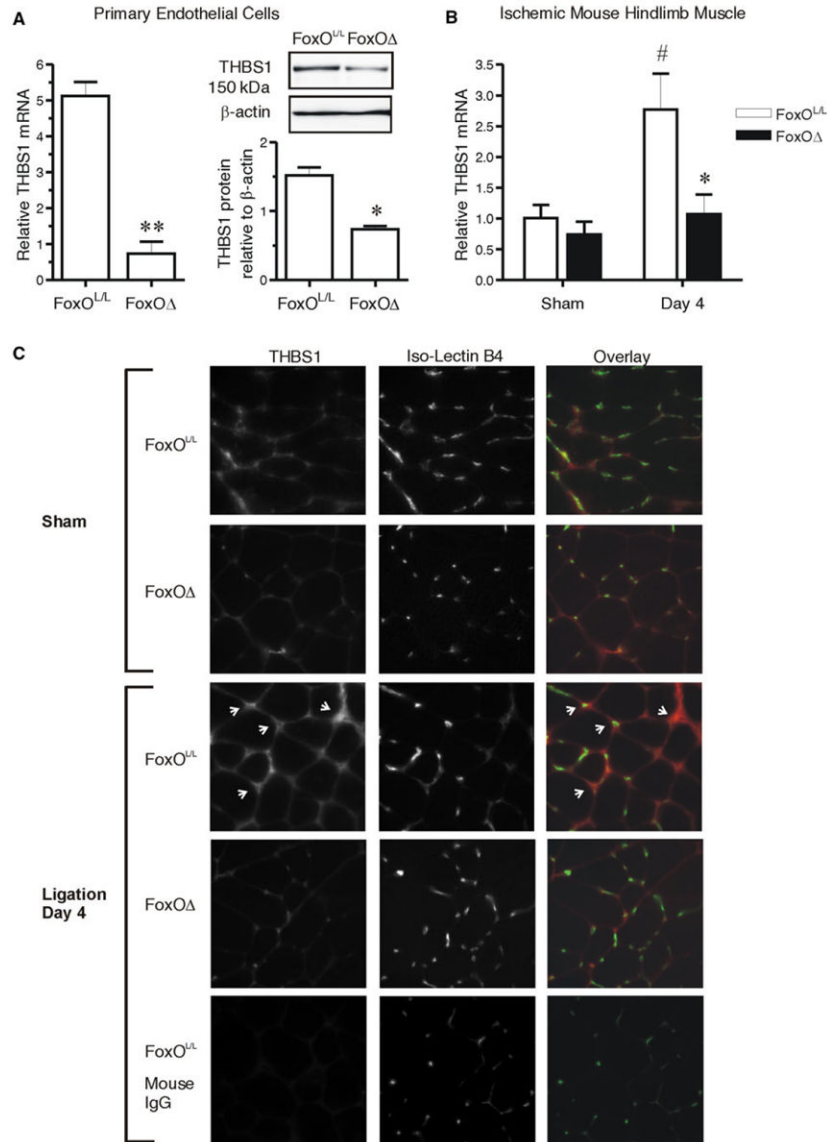 A
Primary Endothelial Cells
Relative THBS1 mRNA
6
5
4
3
2
1
0
**
FoxO^L/L
FoxOΔ
FoxO^L/L FoxOΔ
THBS1
150 kDa
β-actin
THBS1 protein
relative to β-actin
2
1
0
*
FoxO^L/L
FoxOΔ
B
Ischemic Mouse Hindlimb Muscle
Relative THBS1 mRNA
3.5
3.0
2.5
2.0
1.5
1.0
0.5
0.0
#
*
Sham
Day 4
FoxO^L/L
FoxOΔ
C
THBS1
Iso-Lectin B4
Overlay
Sham
FoxO^L/L
FoxOΔ
Ligation
Day 4
FoxO^L/L
FoxOΔ
FoxO^L/L
Mouse
IgG